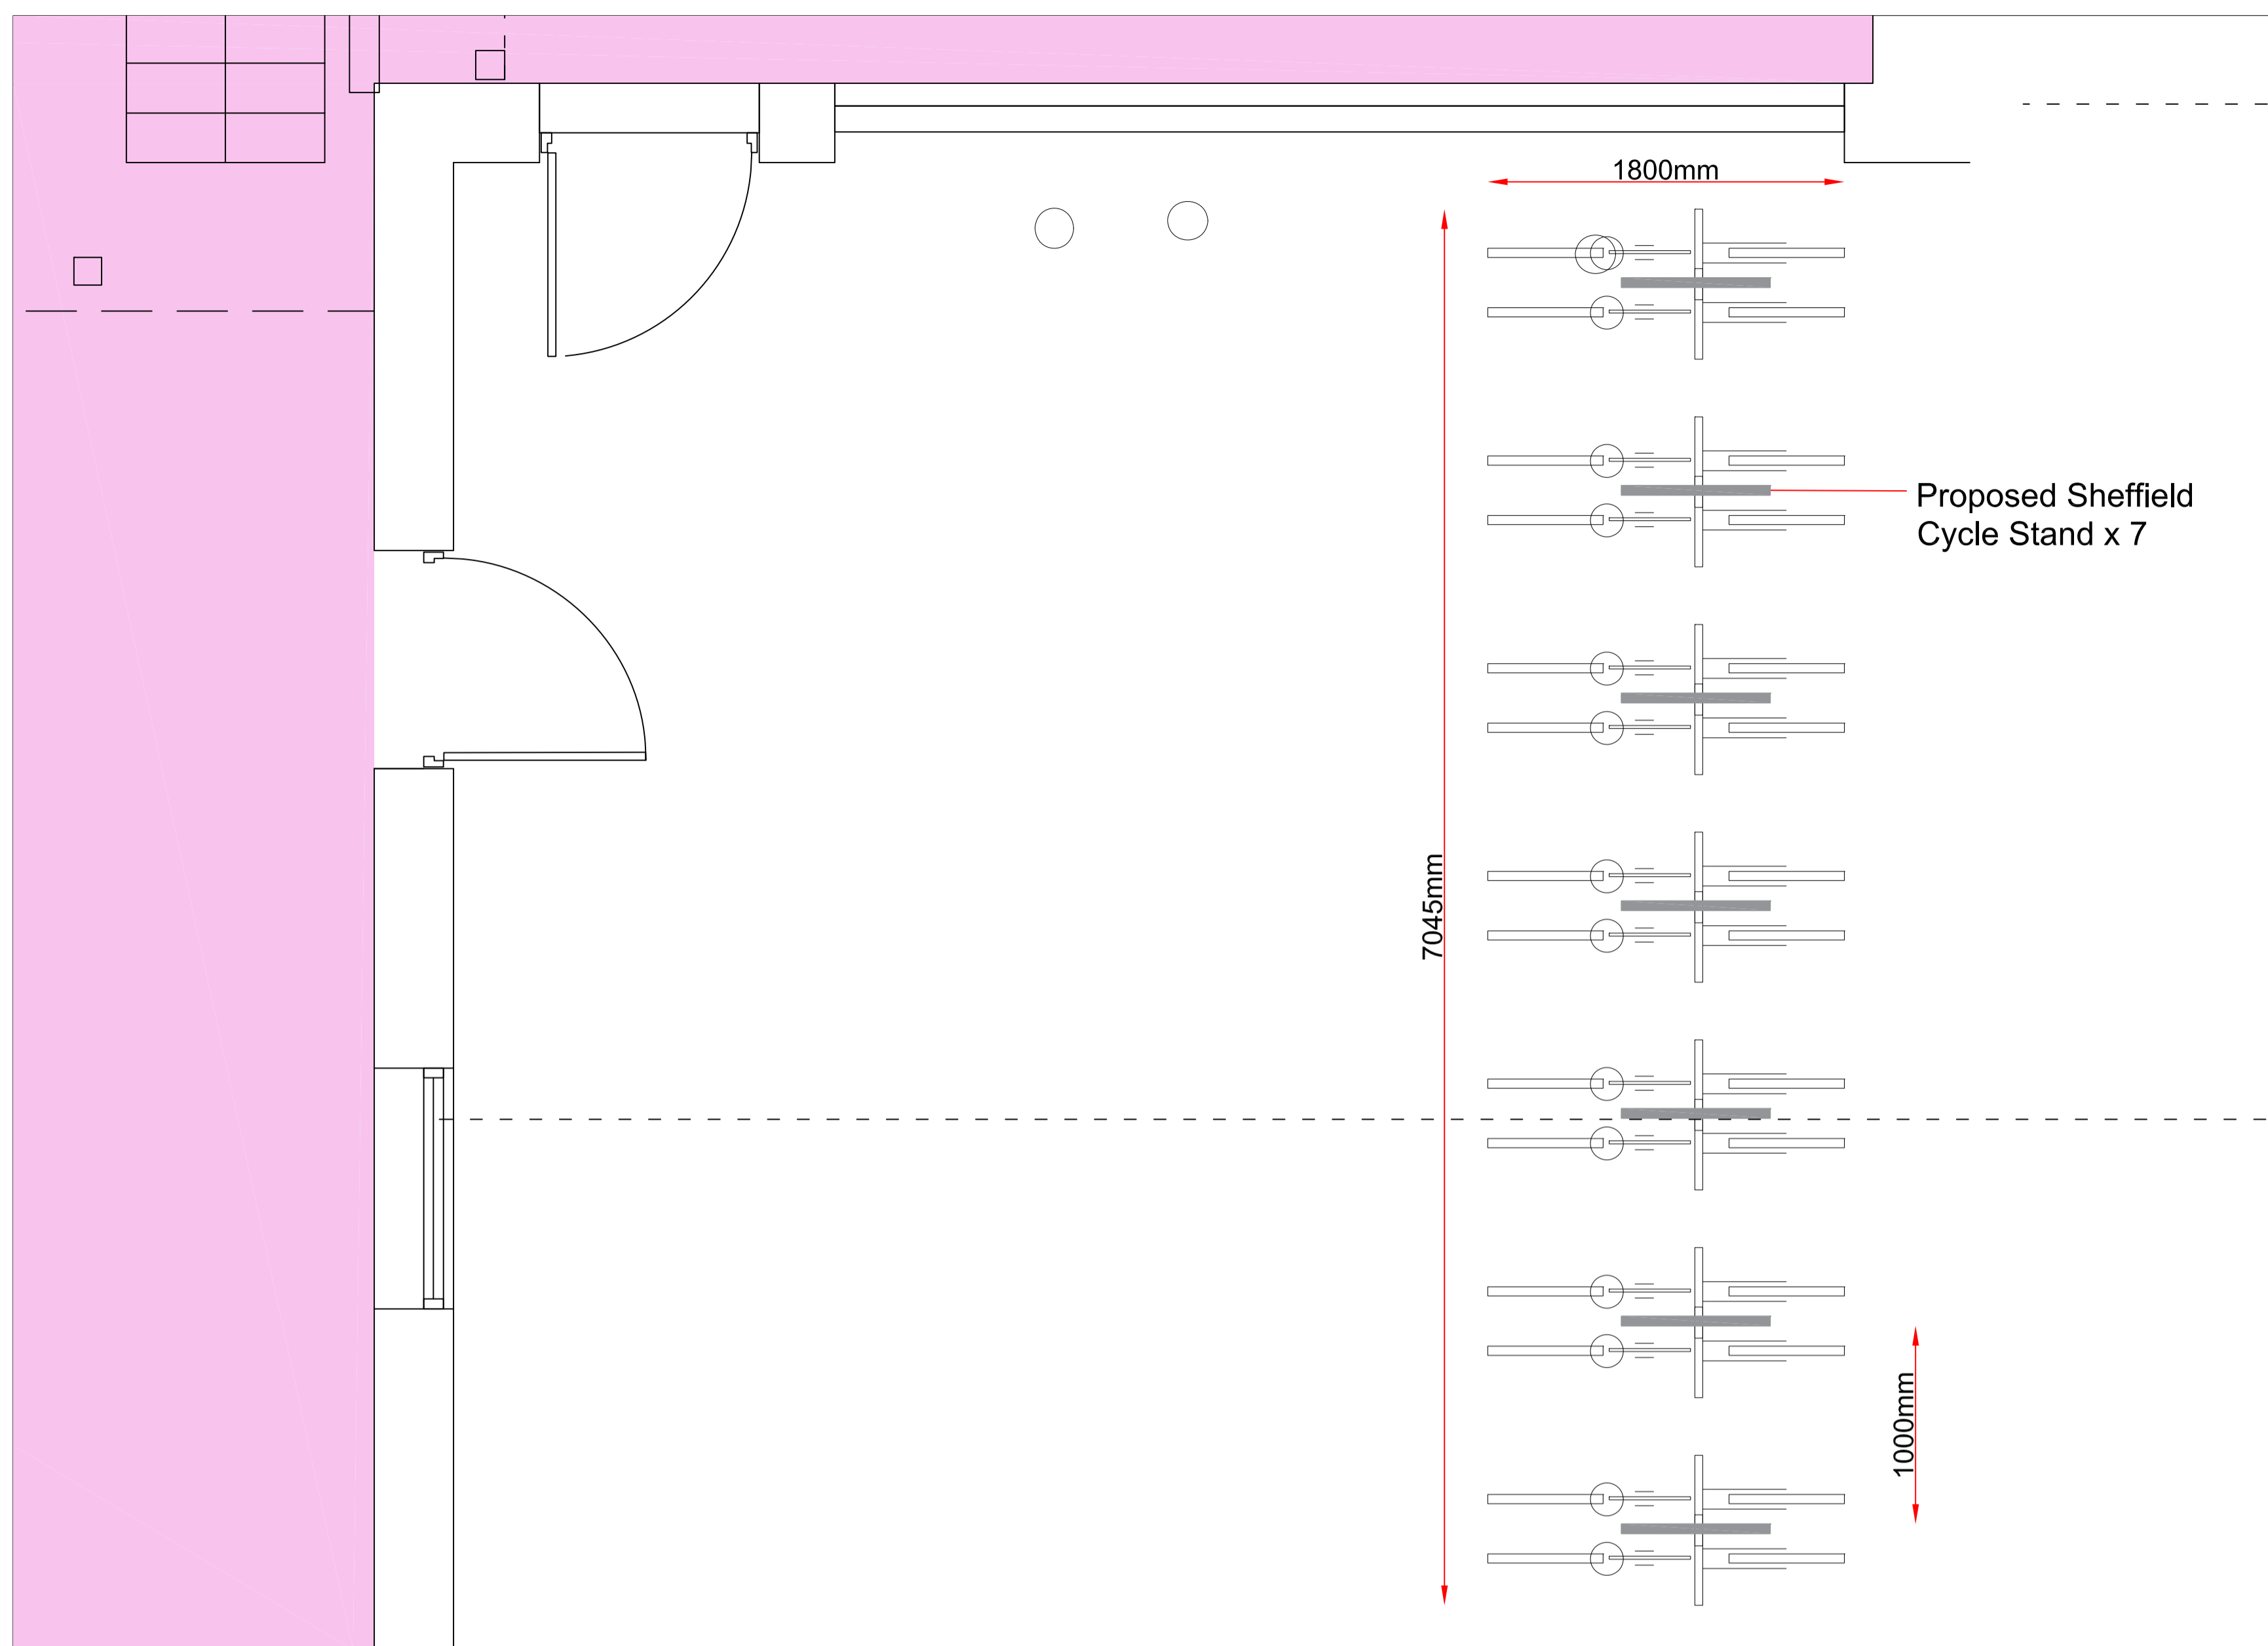 1800mm
Proposed Sheffield
Cycle Stand x 7
7045mm
1000mm